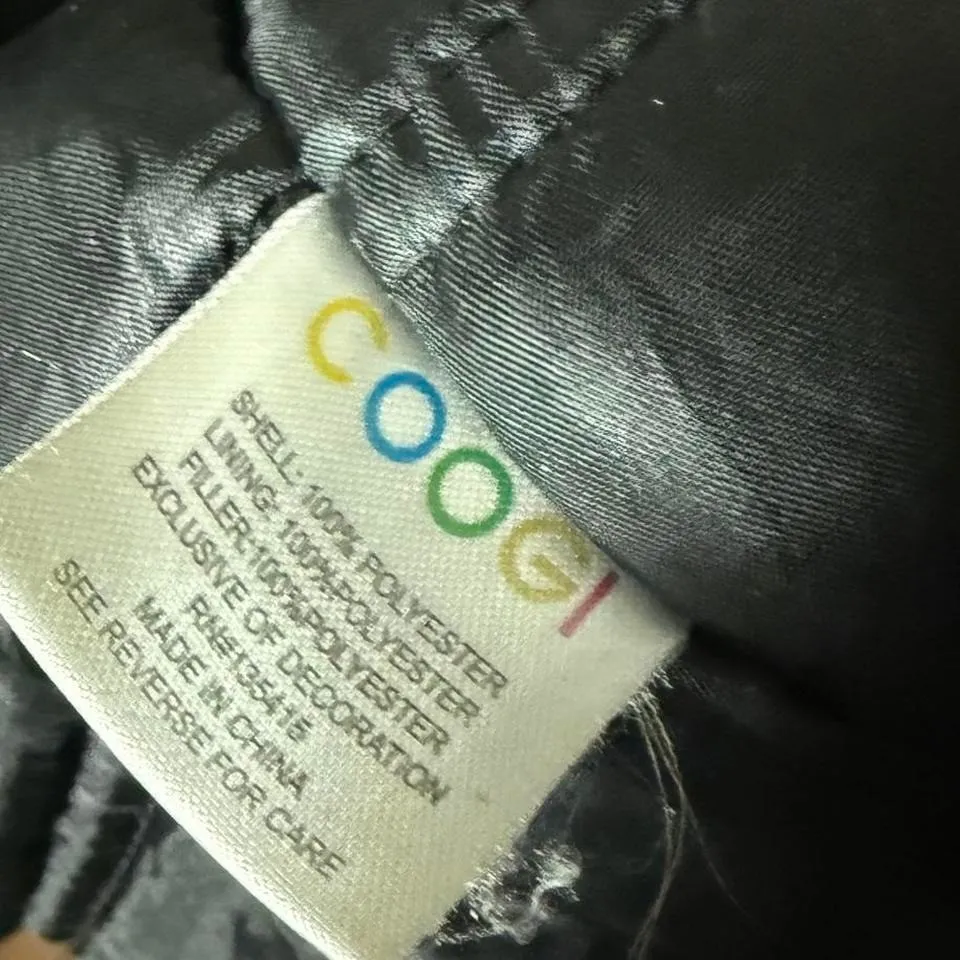 COOGI
SHELL: 100% POLYESTER
LINING: 100%POLYESTER
FILLER:100%POLYESTER
EXCLUSIVE OF DECORATION
RN#135415
MADE IN CHINA
SEE REVERSE FOR CARE